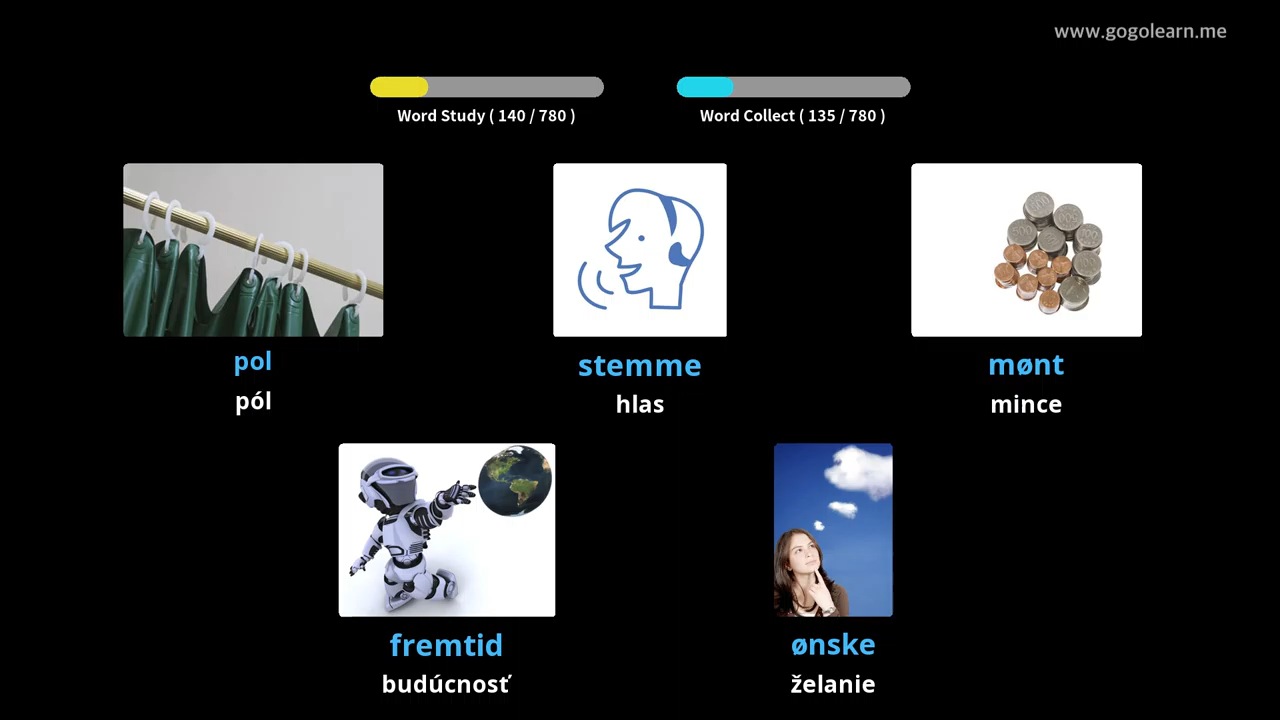 www.gogolearn.me
Word Study ( 140 / 780 )
Word Collect ( 135 / 780 )
pol
stemme
mønt
pól
hlas
mince
fremtid
ønske
budúcnosť
želanie